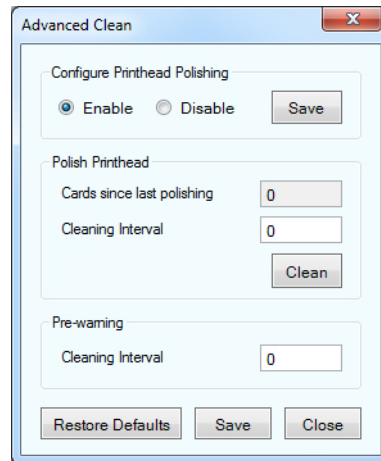 Advanced Clean
Configure Printhead Polishing
Enable Disable Save
Polish Printhead
Cards since last polishing 0
Cleaning Interval 0
Clean
Pre-warning
Cleaning Interval 0
Restore Defaults Save Close